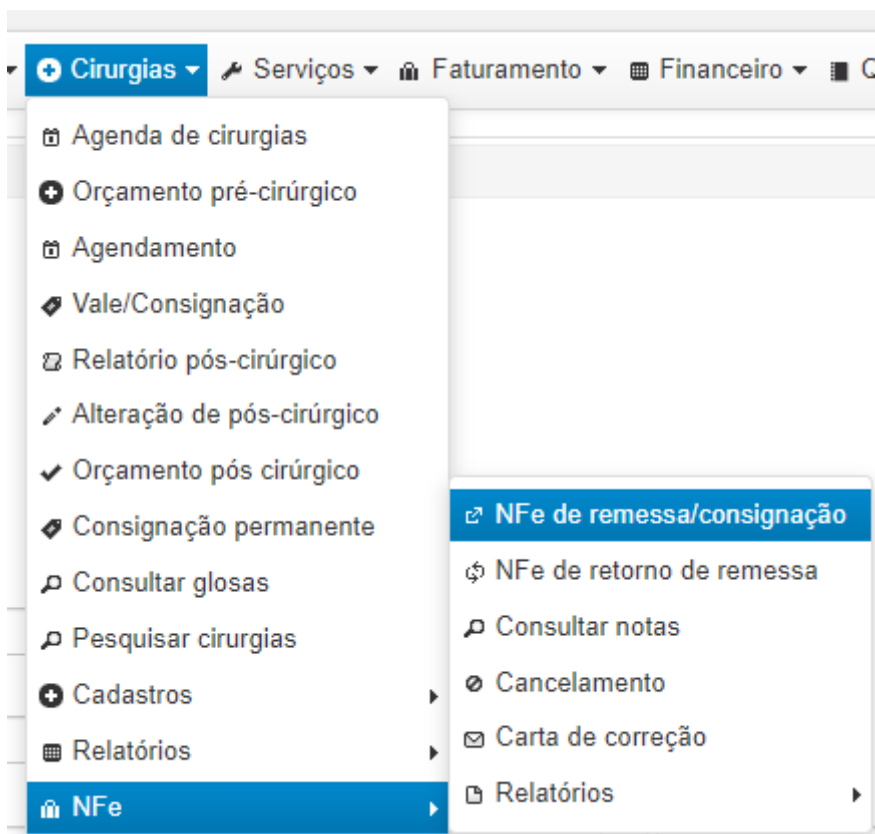 Cirurgias Serviços Faturamento Financeiro
Agenda de cirurgias
Orçamento pré-cirúrgico
Agendamento
Vale/Consignação
Relatório pós-cirúrgico
Alteração de pós-cirúrgico
Orçamento pós cirúrgico
Consignação permanente
Consultar glosas
Pesquisar cirurgias
Cadastros
Relatórios
NFe
NFe de remessa/consignação
NFe de retorno de remessa
Consultar notas
Cancelamento
Carta de correção
Relatórios